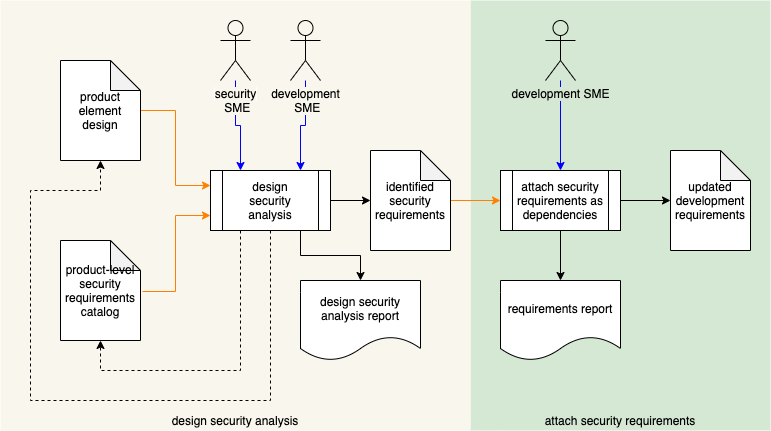 security
SME
development
SME
development SME
product
element
design
design
security
analysis
identified
security
requirements
attach security
requirements as
dependencies
updated
development
requirements
product-level
security
requirements
catalog
design security
analysis report
requirements report
design security analysis
attach security requirements